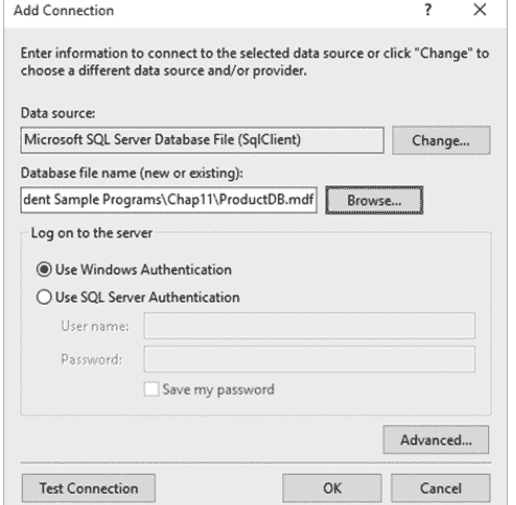 Add Connection ? ×
Enter information to connect to the selected data source or click "Change" to
choose a different data source and/or provider.
Data source:
Microsoft SQL Server Database File (SqlClient) Change...
Database file name (new or existing):
dent Sample Programs\Chap11\ProductDB.mdf Browse...
Log on to the server
Use Windows Authentication
Use SQL Server Authentication
User name:
Password:
Save my password
Advanced...
Test Connection OK Cancel